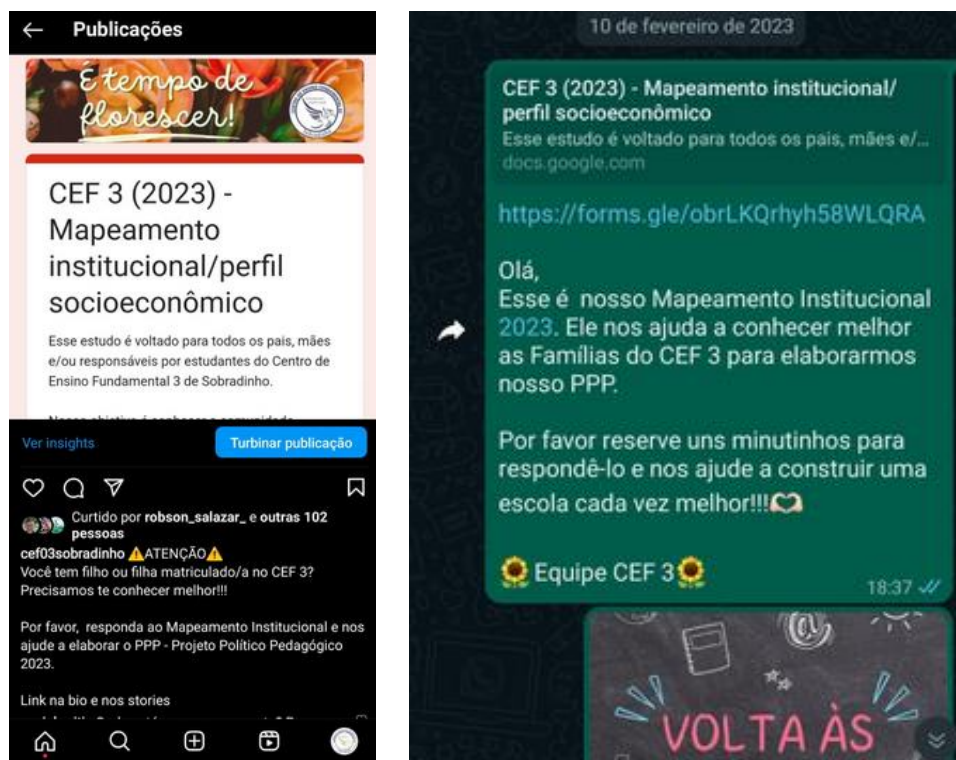 Publicações
É tempo de
florescer!
CEF 3 (2023) -
Mapeamento
institucional/perfil
socioeconômico
Esse estudo é voltado para todos os pais, mães
e/ou responsáveis por estudantes do Centro de
Ensino Fundamental 3 de Sobradinho.
Ver insights
Turbinar publicação
Curtido por robson_salazar_ e outras 102
pessoas
cef03sobradinho ⚠️ATENÇÃO⚠️
Você tem filho ou filha matriculado/a no CEF 3?
Precisamos te conhecer melhor!!!
Por favor, responda ao Mapeamento Institucional e nos
ajude a elaborar o PPP - Projeto Político Pedagógico
2023.
Link na bio e nos stories
10 de fevereiro de 2023
CEF 3 (2023) - Mapeamento institucional/
perfil socioeconômico
Esse estudo é voltado para todos os pais, mães e/...
docs.google.com
https://forms.gle/obrLKQrhyh58WLQRA
Olá,
Esse é nosso Mapeamento Institucional
2023. Ele nos ajuda a conhecer melhor
as Famílias do CEF 3 para elaborarmos
nosso PPP.
Por favor reserve uns minutinhos para
respondê-lo e nos ajude a construir uma
escola cada vez melhor!!!🫶🏻
🌻 Equipe CEF 3🌻
18:37
@
VOLTA ÀS